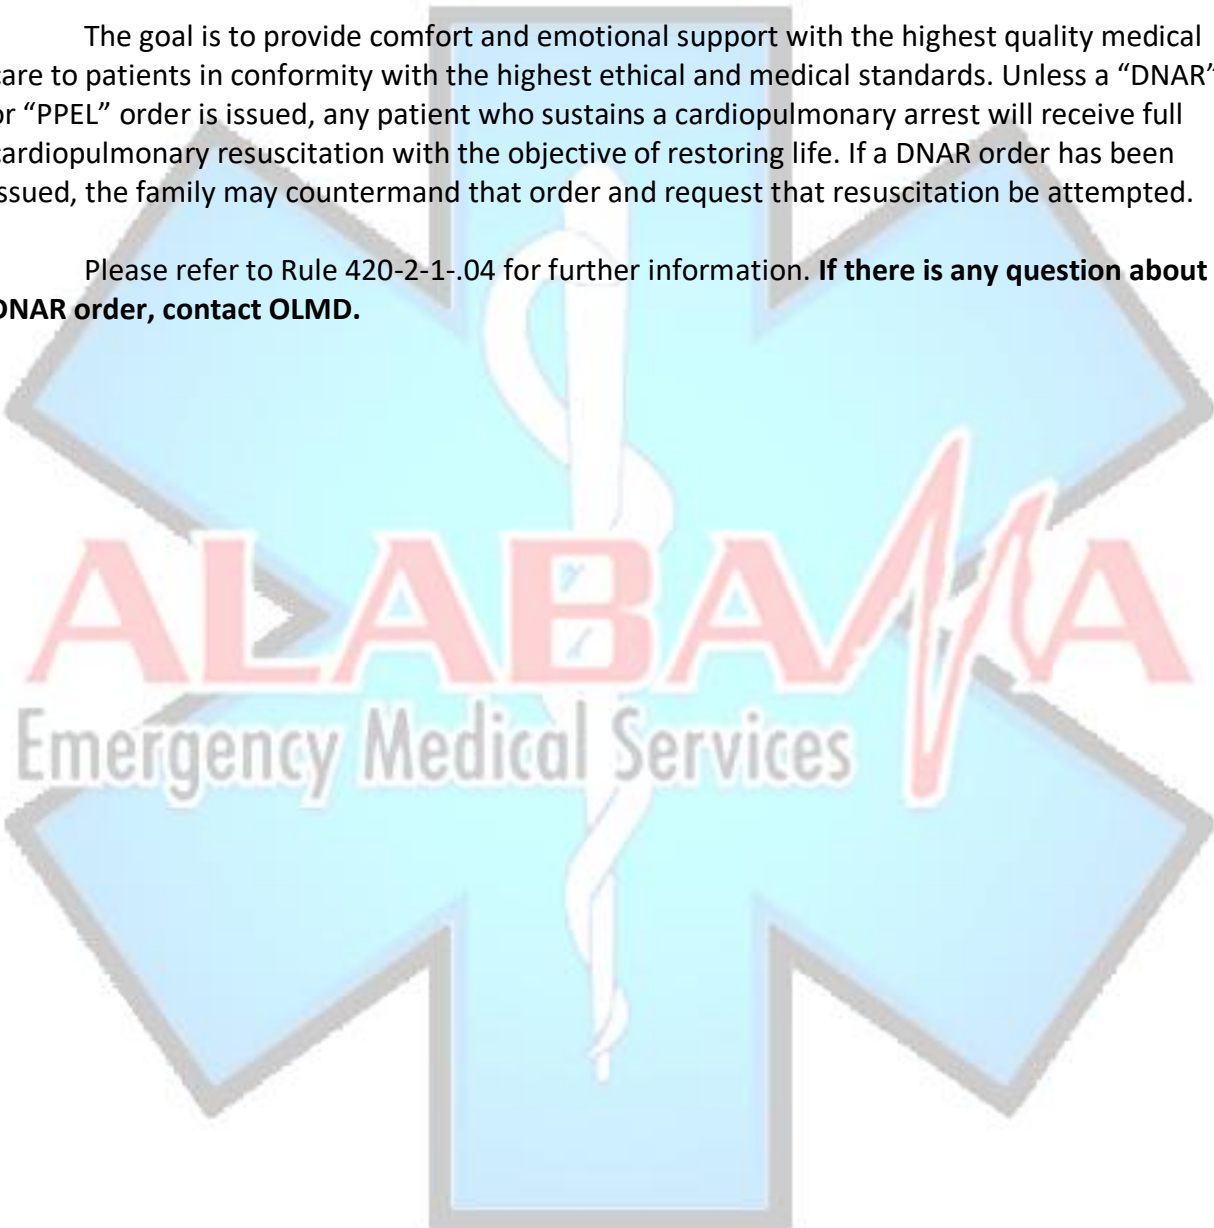 The goal is to provide comfort and emotional support with the highest quality medical
care to patients in conformity with the highest ethical and medical standards. Unless a “DNAR”
or “PPEL” order is issued, any patient who sustains a cardiopulmonary arrest will receive full
cardiopulmonary resuscitation with the objective of restoring life. If a DNAR order has been
issued, the family may countermand that order and request that resuscitation be attempted.
Please refer to Rule 420-2-1-.04 for further information. If there is any question about
DNAR order, contact OLMD.
ALABAMA
Emergency Medical Services